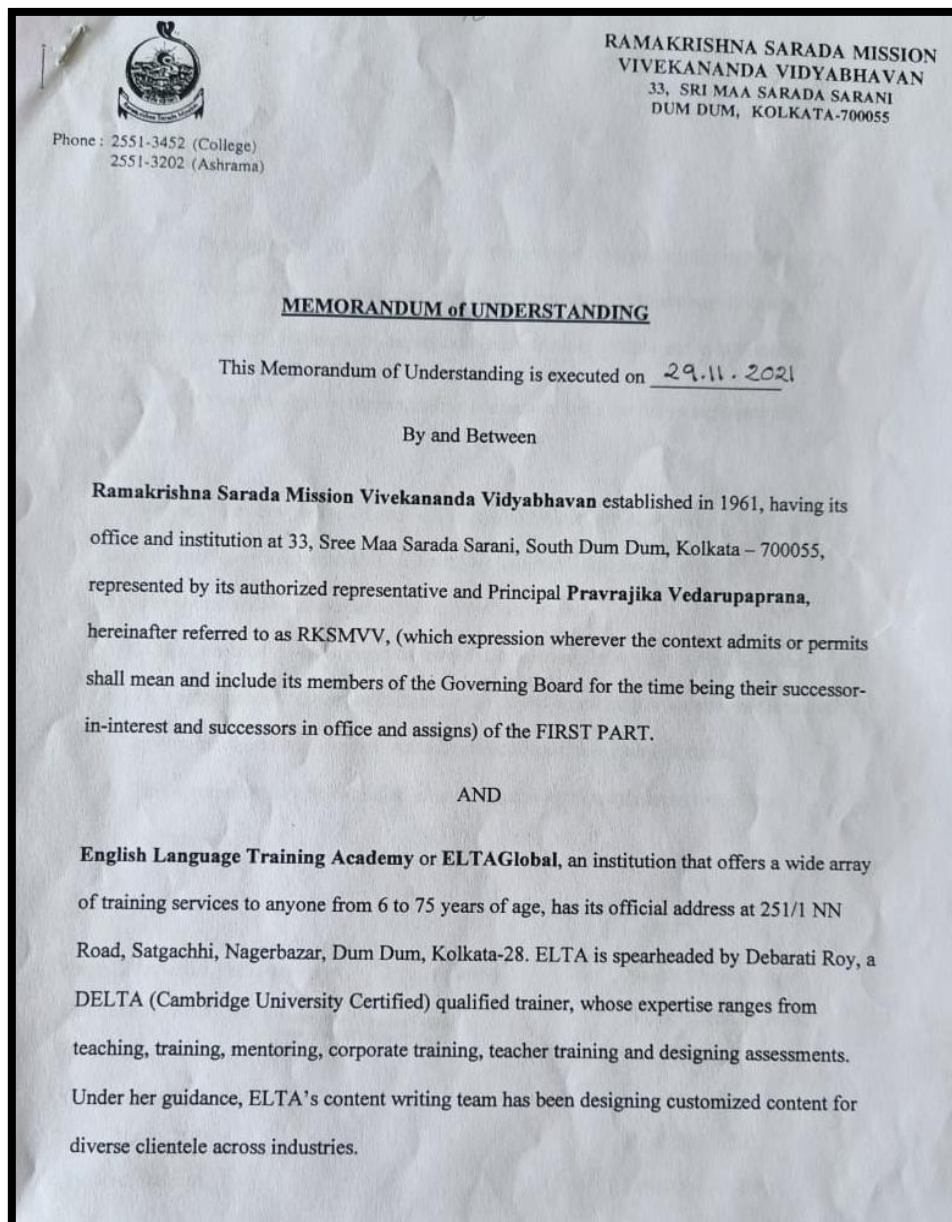 RAMAKRISHNA SARADA MISSION
VIVEKANANDA VIDYABHAVAN
33, SRI MAA SARADA SARANI
DUM DUM, KOLKATA-700055
Ramakrishna Sarada Mission
Phone : 2551-3452 (College)
2551-3202 (Ashrama)
MEMORANDUM of UNDERSTANDING
This Memorandum of Understanding is executed on 29.11.2021
By and Between
Ramakrishna Sarada Mission Vivekananda Vidyabhavan established in 1961, having its
office and institution at 33, Sree Maa Sarada Sarani, South Dum Dum, Kolkata – 700055,
represented by its authorized representative and Principal Pravrajika Vedarupaprana,
hereinafter referred to as RKSMVV, (which expression wherever the context admits or permits
shall mean and include its members of the Governing Board for the time being their successor-
in-interest and successors in office and assigns) of the FIRST PART.
AND
English Language Training Academy or ELTAGlobal, an institution that offers a wide array
of training services to anyone from 6 to 75 years of age, has its official address at 251/1 NN
Road, Satgachhi, Nagerbazar, Dum Dum, Kolkata-28. ELTA is spearheaded by Debarati Roy, a
DELTA (Cambridge University Certified) qualified trainer, whose expertise ranges from
teaching, training, mentoring, corporate training, teacher training and designing assessments.
Under her guidance, ELTA's content writing team has been designing customized content for
diverse clientele across industries.